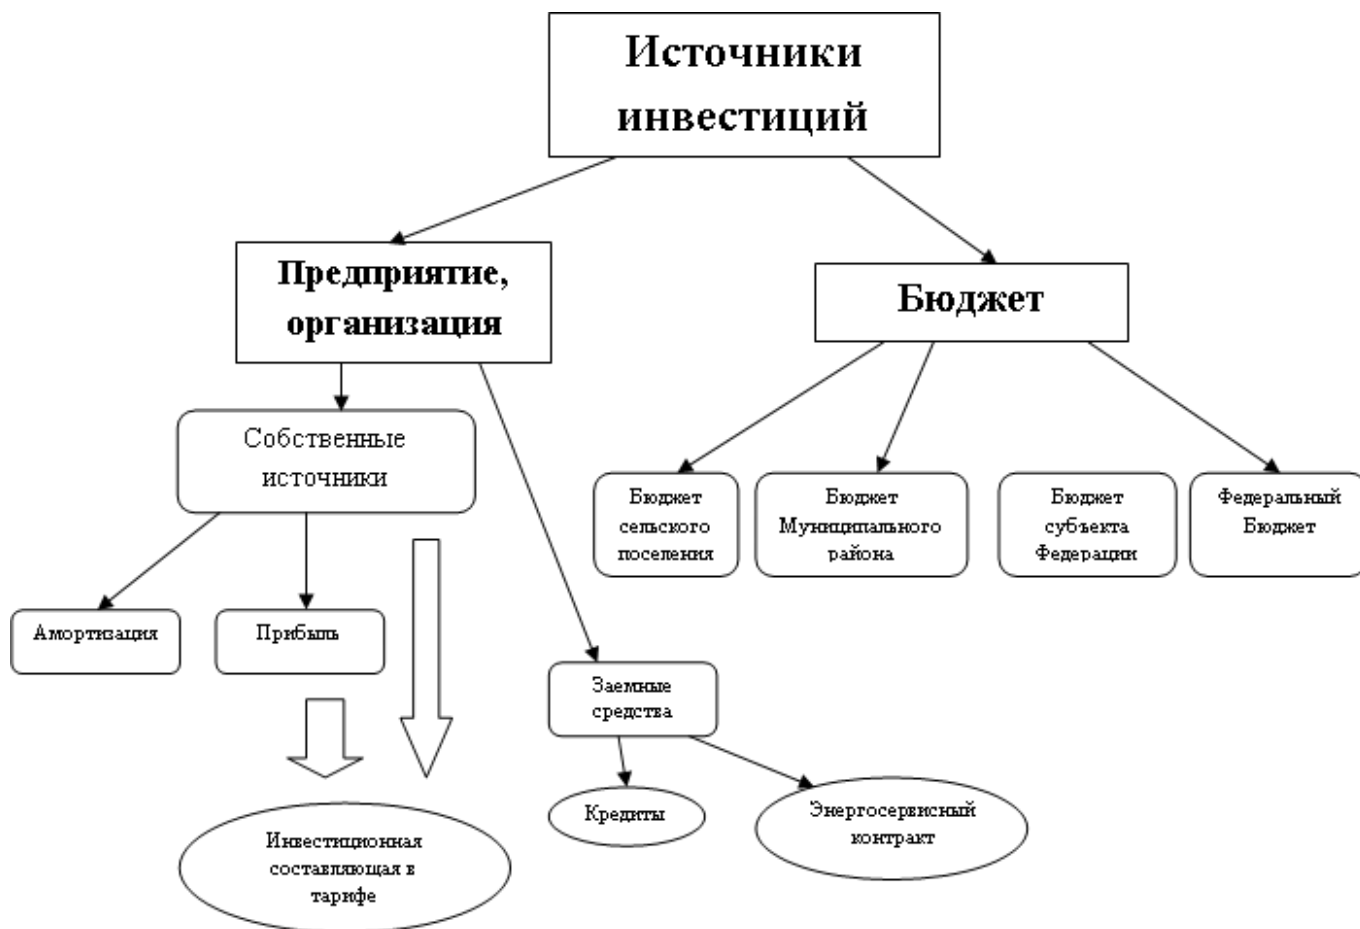 Источники
инвестиций
Предприятие,
организация
Бюджет
Собственные
источники
Бюджет
сельского
поселения
Бюджет
Муниципального
района
Бюджет
субъекта
Федерации
Федеральный
Бюджет
Амортизация
Прибыль
Заемные
средства
Кредиты
Энергосервисный
контракт
Инвестиционная
составляющая в
тарифе